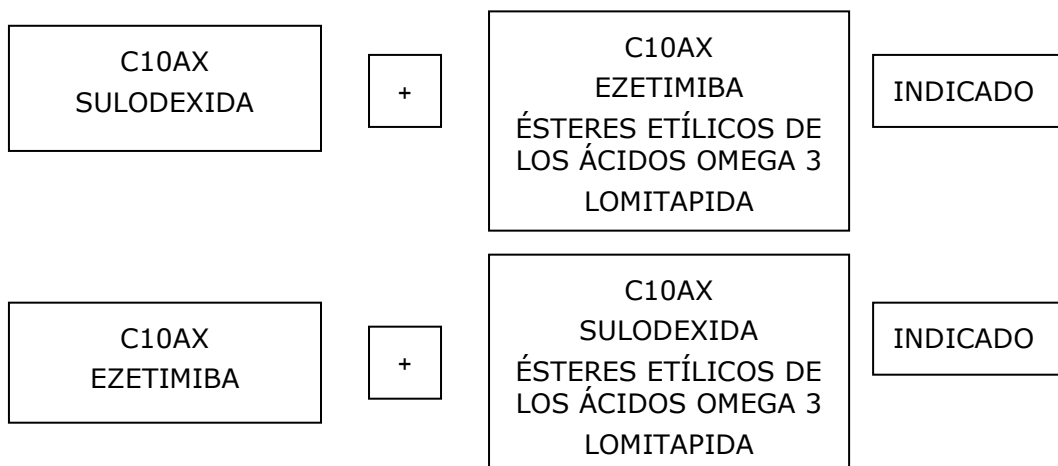 C10AX
SULODEXIDA
+
C10AX
EZETIMIBA
ÉSTERES ETÍLICOS DE
LOS ÁCIDOS OMEGA 3
LOMITAPIDA
INDICADO
C10AX
EZETIMIBA
+
C10AX
SULODEXIDA
ÉSTERES ETÍLICOS DE
LOS ÁCIDOS OMEGA 3
LOMITAPIDA
INDICADO